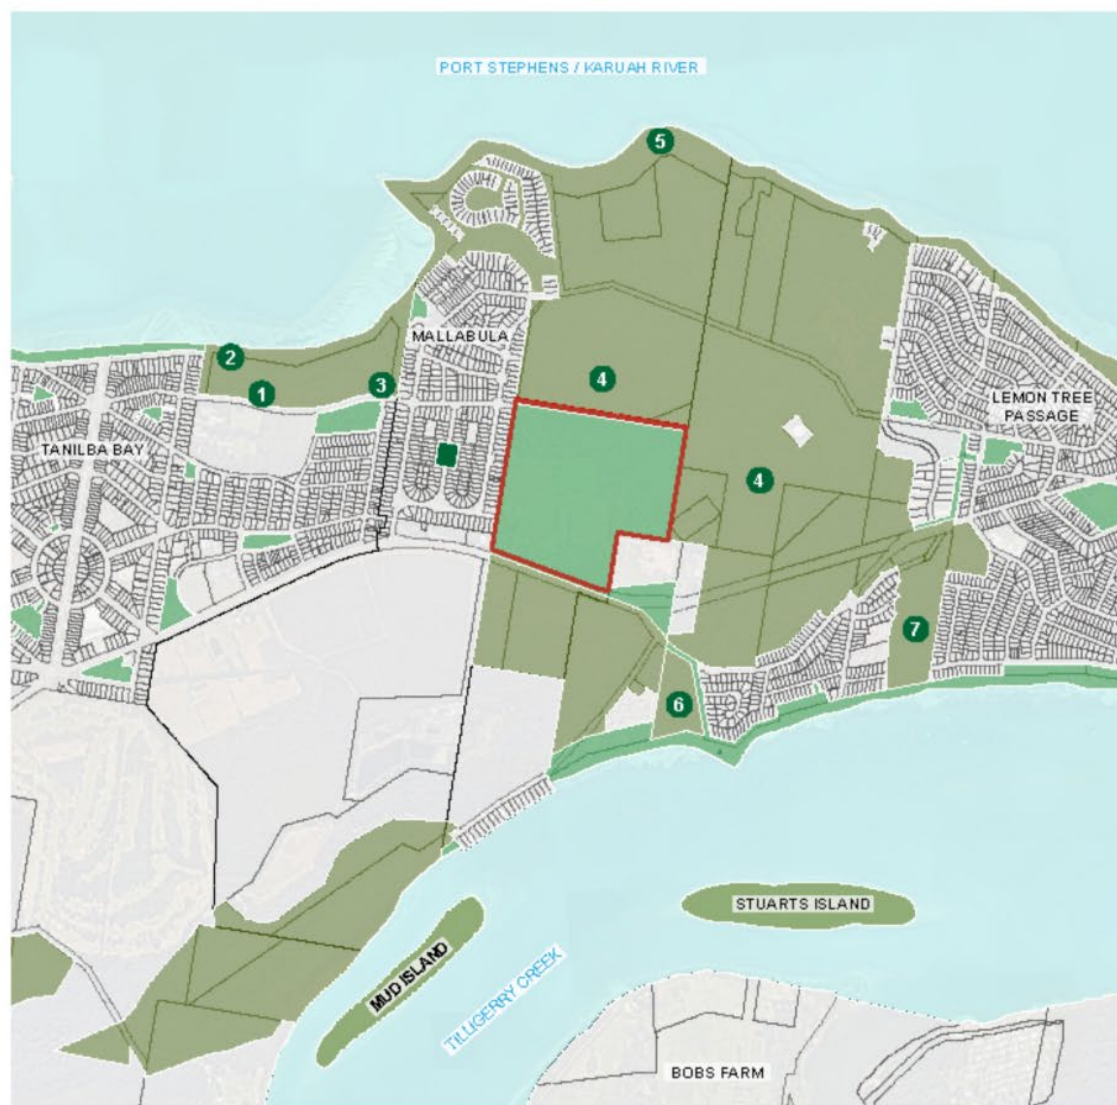 PORT STEPHENS / KARUAH RIVER
5
MALLABULA
2
1
3
4
LEMON TREE
PASSAGE
TANILBA BAY
4
7
6
STUARTS ISLAND
MUD ISLAND
TILLIGERRY CREEK
BOBS FARM